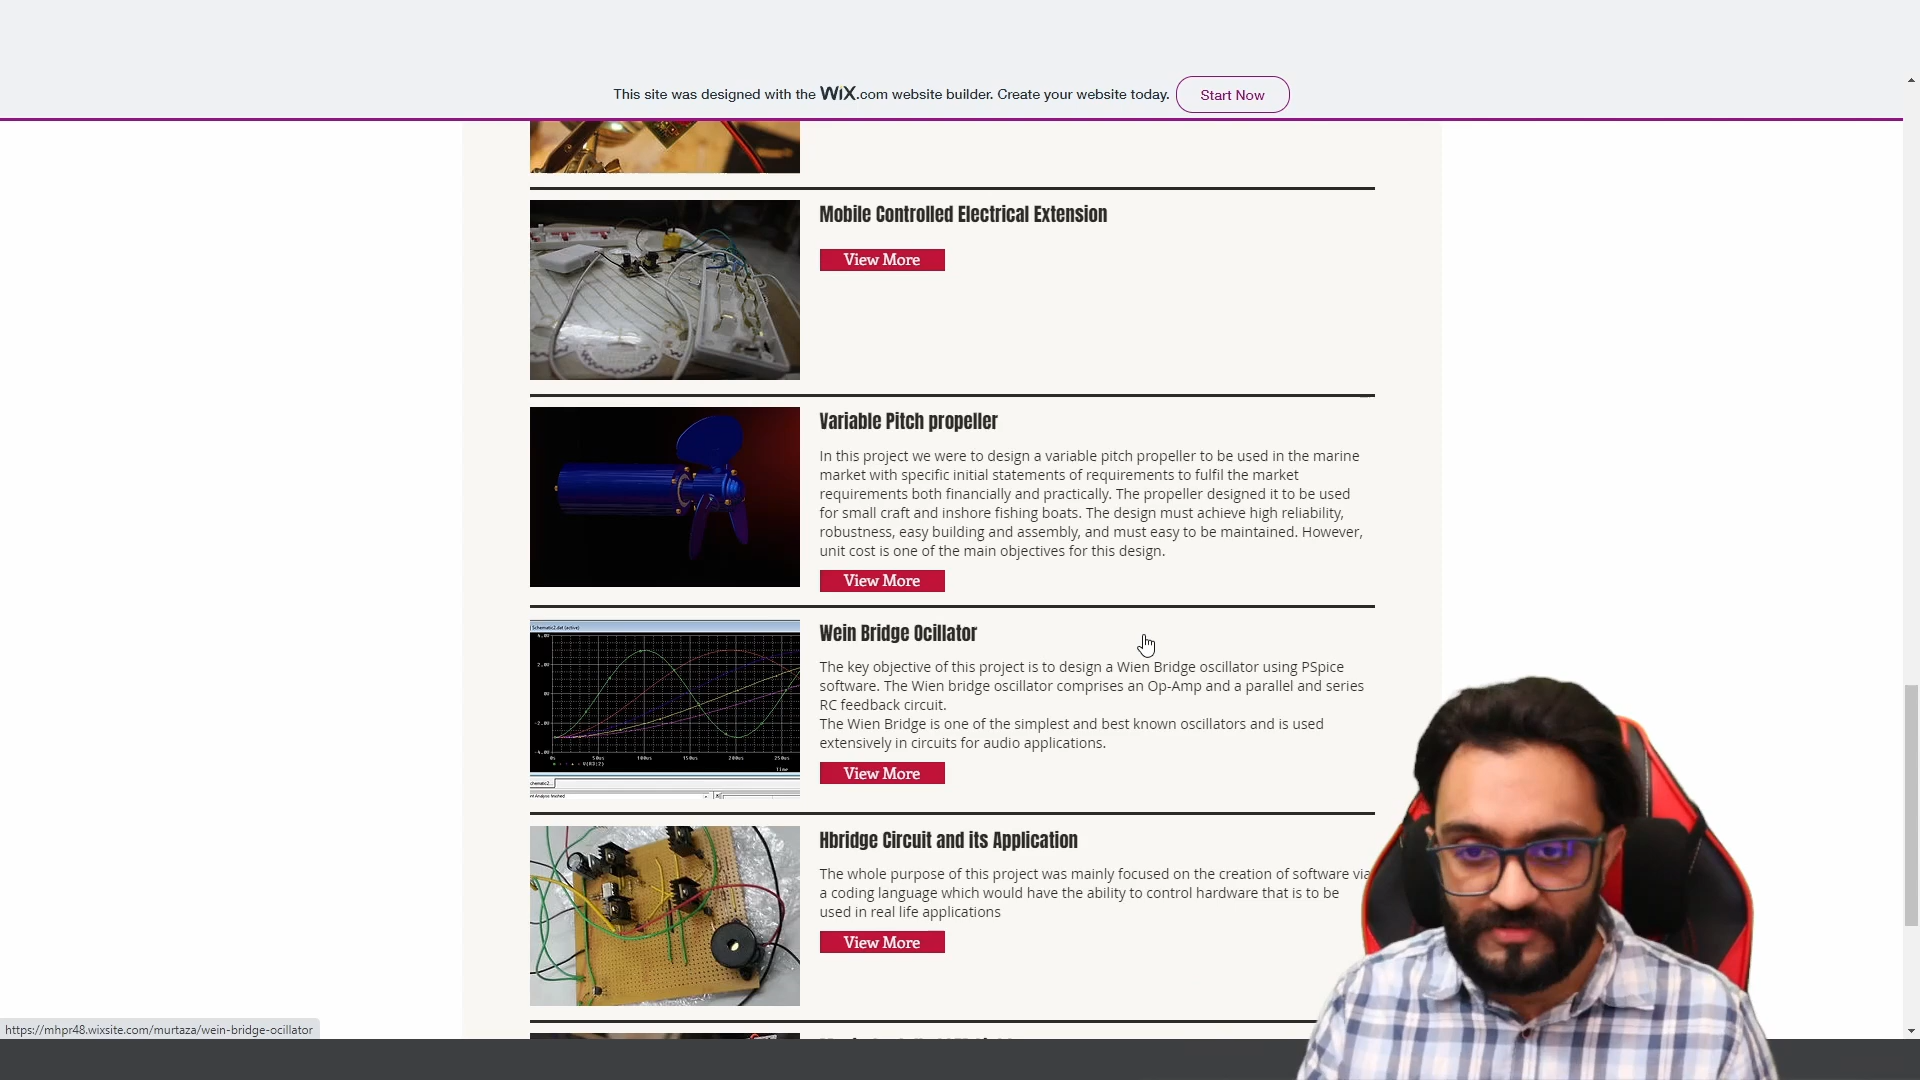 This site was designed with the WiX.com website builder. Create your website today. Start Now
Mobile Controlled Electrical Extension
View More
Variable Pitch propeller
In this project we were to design a variable pitch propeller to be used in the marine
market with specific initial statements of requirements to fulfil the market
requirements both financially and practically. The propeller designed it to be used
for small craft and inshore fishing boats. The design must achieve high reliability,
robustness, easy building and assembly, and must easy to be maintained. However,
unit cost is one of the main objectives for this design.
View More
Schematic2.dat (active)
Wein Bridge Ocillator
The key objective of this project is to design a Wien Bridge oscillator using PSpice
software. The Wien bridge oscillator comprises an Op-Amp and a parallel and series
RC feedback circuit.
The Wien Bridge is one of the simplest and best known oscillators and is used
extensively in circuits for audio applications.
View More
0s 50us 100us 150us 200us 250us
Time
Hbridge Circuit and its Application
The whole purpose of this project was mainly focused on the creation of software via
a coding language which would have the ability to control hardware that is to be
used in real life applications
View More
https://mhpr48.wixsite.com/murtaza/wein-bridge-ocillator